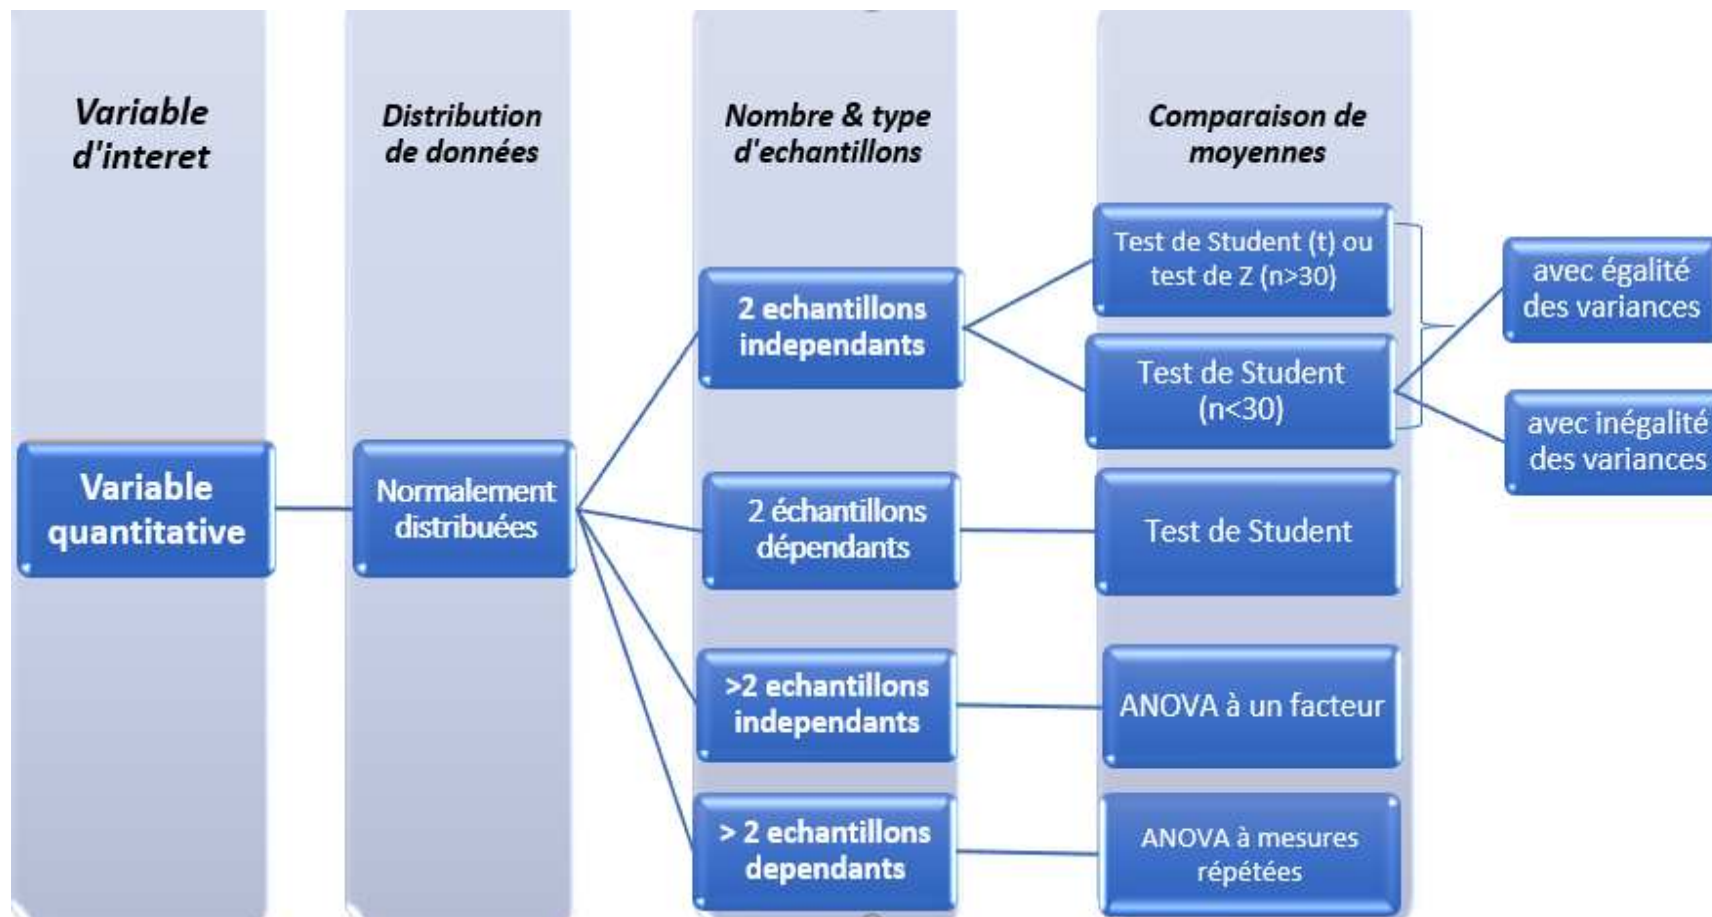 Variable
d'interet
Distribution
de données
Nombre & type
d'echantillons
Comparaison de
moyennes
Variable
quantitative
Normalement
distribuées
2 echantillons
independants
2 échantillons
dépendants
>2 echantillons
independants
> 2 echantillons
dependants
Test de Student (t) ou
test de Z (n>30)
Test de Student
(n<30)
Test de Student
ANOVA à un facteur
ANOVA à mesures
répétées
avec égalité
des variances
avec inégalité
des variances